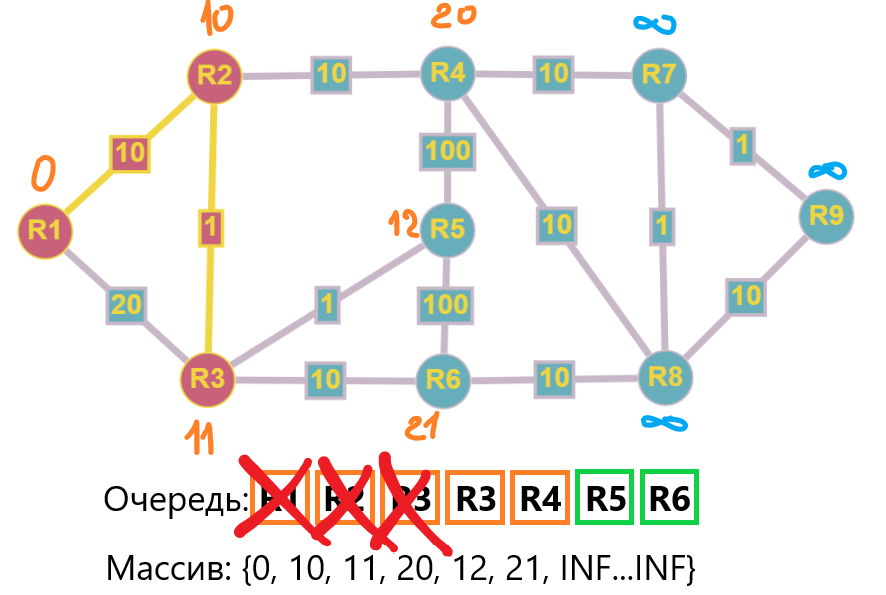 10 20 ∞
R2 10 R4 10 R7
10 100 1
0 ∞
R1 1 12 R5 10 1 R9
20 1 100 10
R3 10 R6 10 R8
11 21 ∞
Очередь: R1 R2 R3 R3 R4 R5 R6
Массив: {0, 10, 11, 20, 12, 21, INF...INF}